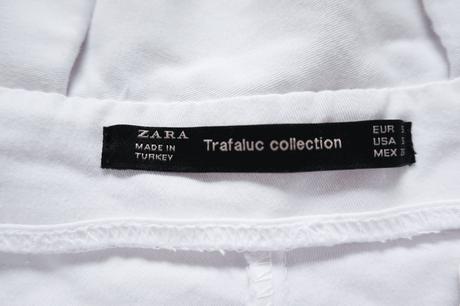 ZARA
MADE IN
TURKEY
Trafaluc collection
EUR
USA
MEX